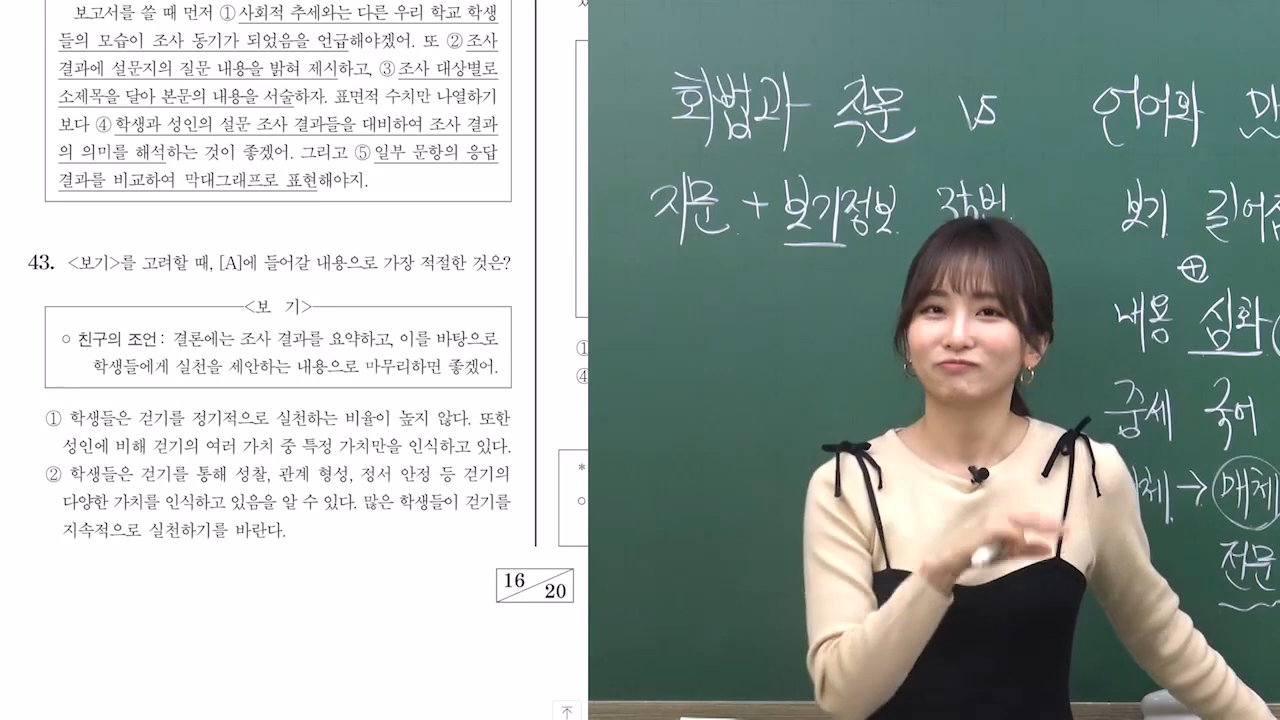 보고서를 쓸 때 먼저 ① 사회적 추세와는 다른 우리 학교 학생
들의 모습이 조사 동기가 되었음을 언급해야겠어. 또 ② 조사
결과에 설문지의 질문 내용을 밝혀 제시하고, ③ 조사 대상별로
소제목을 달아 본문의 내용을 서술하자. 표면적 수치만 나열하기
보다 ④ 학생과 성인의 설문 조사 결과들을 대비하여 조사 결과
의 의미를 해석하는 것이 좋겠어. 그리고 ⑤ 일부 문항의 응답
결과를 비교하여 막대그래프로 표현해야지.
43. <보기>를 고려할 때, [A]에 들어갈 내용으로 가장 적절한 것은?
<보 기>
○ 친구의 조언 : 결론에는 조사 결과를 요약하고, 이를 바탕으로
학생들에게 실천을 제안하는 내용으로 마무리하면 좋겠어.
① 학생들은 걷기를 정기적으로 실천하는 비율이 높지 않다. 또한
성인에 비해 걷기의 여러 가치 중 특정 가치만을 인식하고 있다.
② 학생들은 걷기를 통해 성찰, 관계 형성, 정서 안정 등 걷기의
다양한 가치를 인식하고 있음을 알 수 있다. 많은 학생들이 걷기를
지속적으로 실천하기를 바란다.
16
20
①
④
*
○
화법과 작문 vs 언어와
지문 + 보기정보 보기 길어
⊕
내용 심화
중세 국어
→ 매체
전문